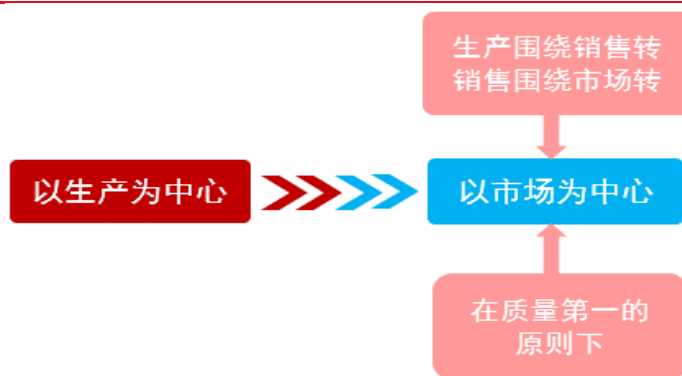 生产围绕销售转
销售围绕市场转
以生产为中心
以市场为中心
在质量第一的
原则下